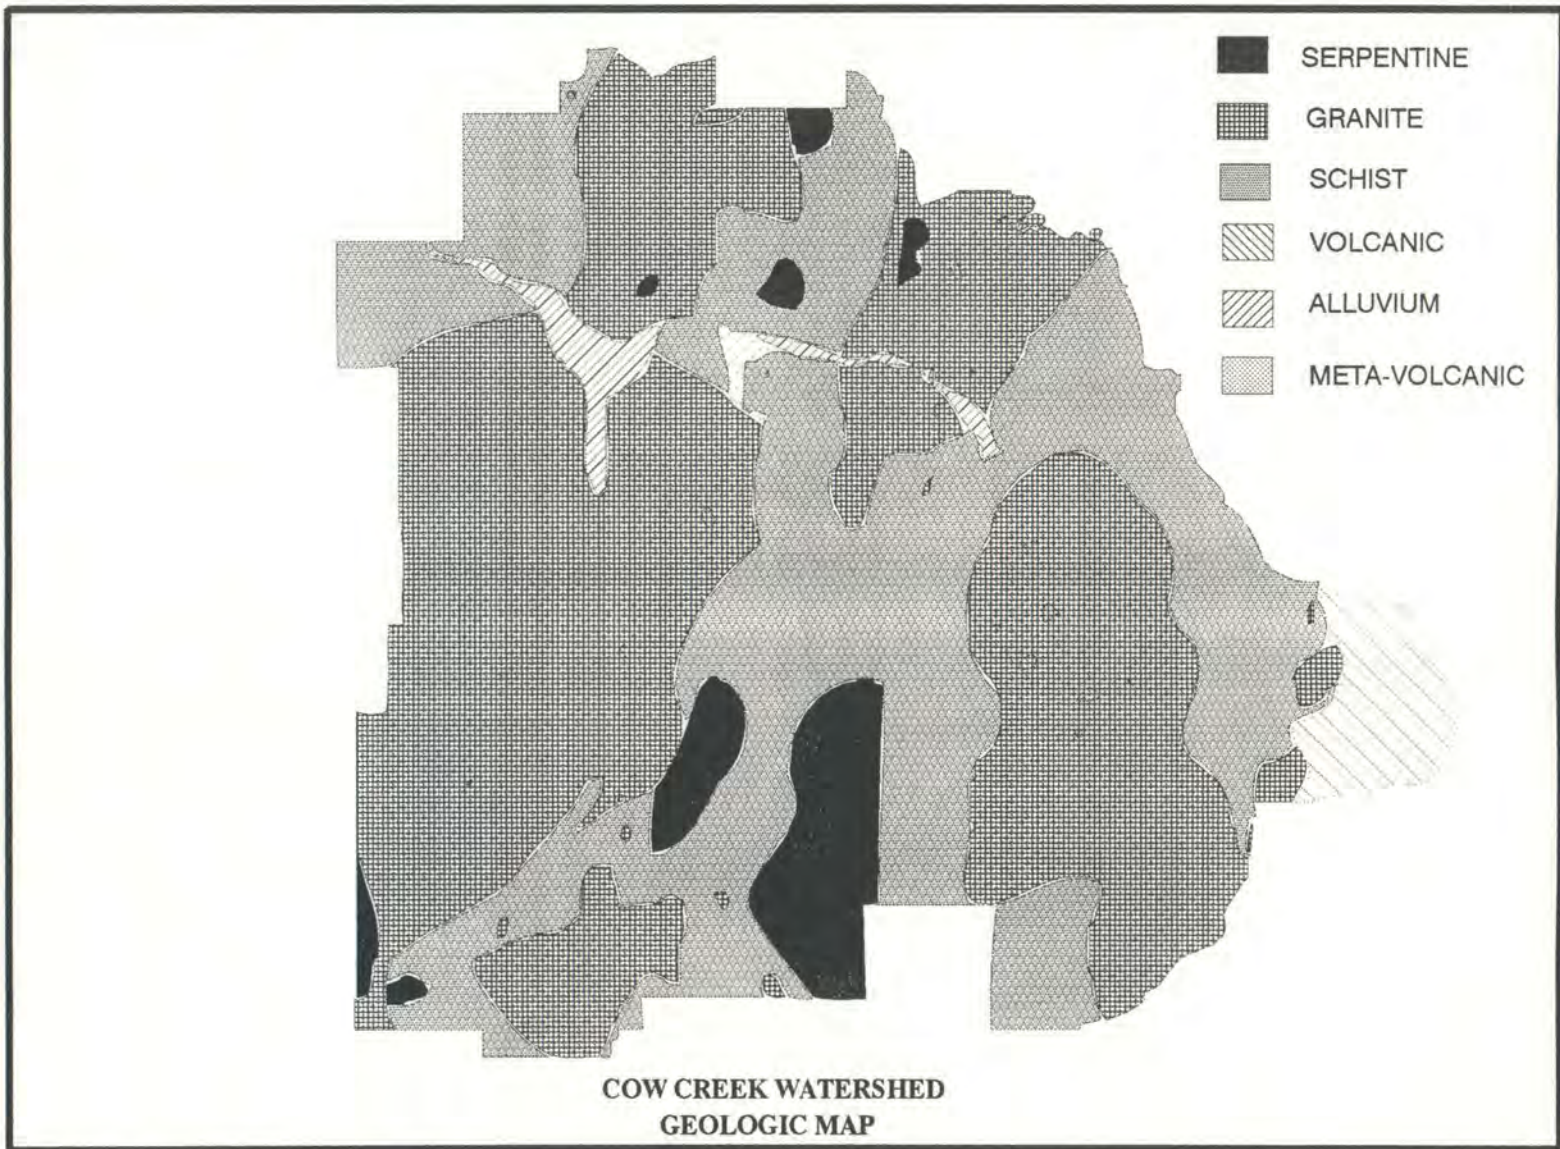 SERPENTINE
GRANITE
SCHIST
VOLCANIC
ALLUVIUM
META-VOLCANIC
COW CREEK WATERSHED
GEOLOGIC MAP